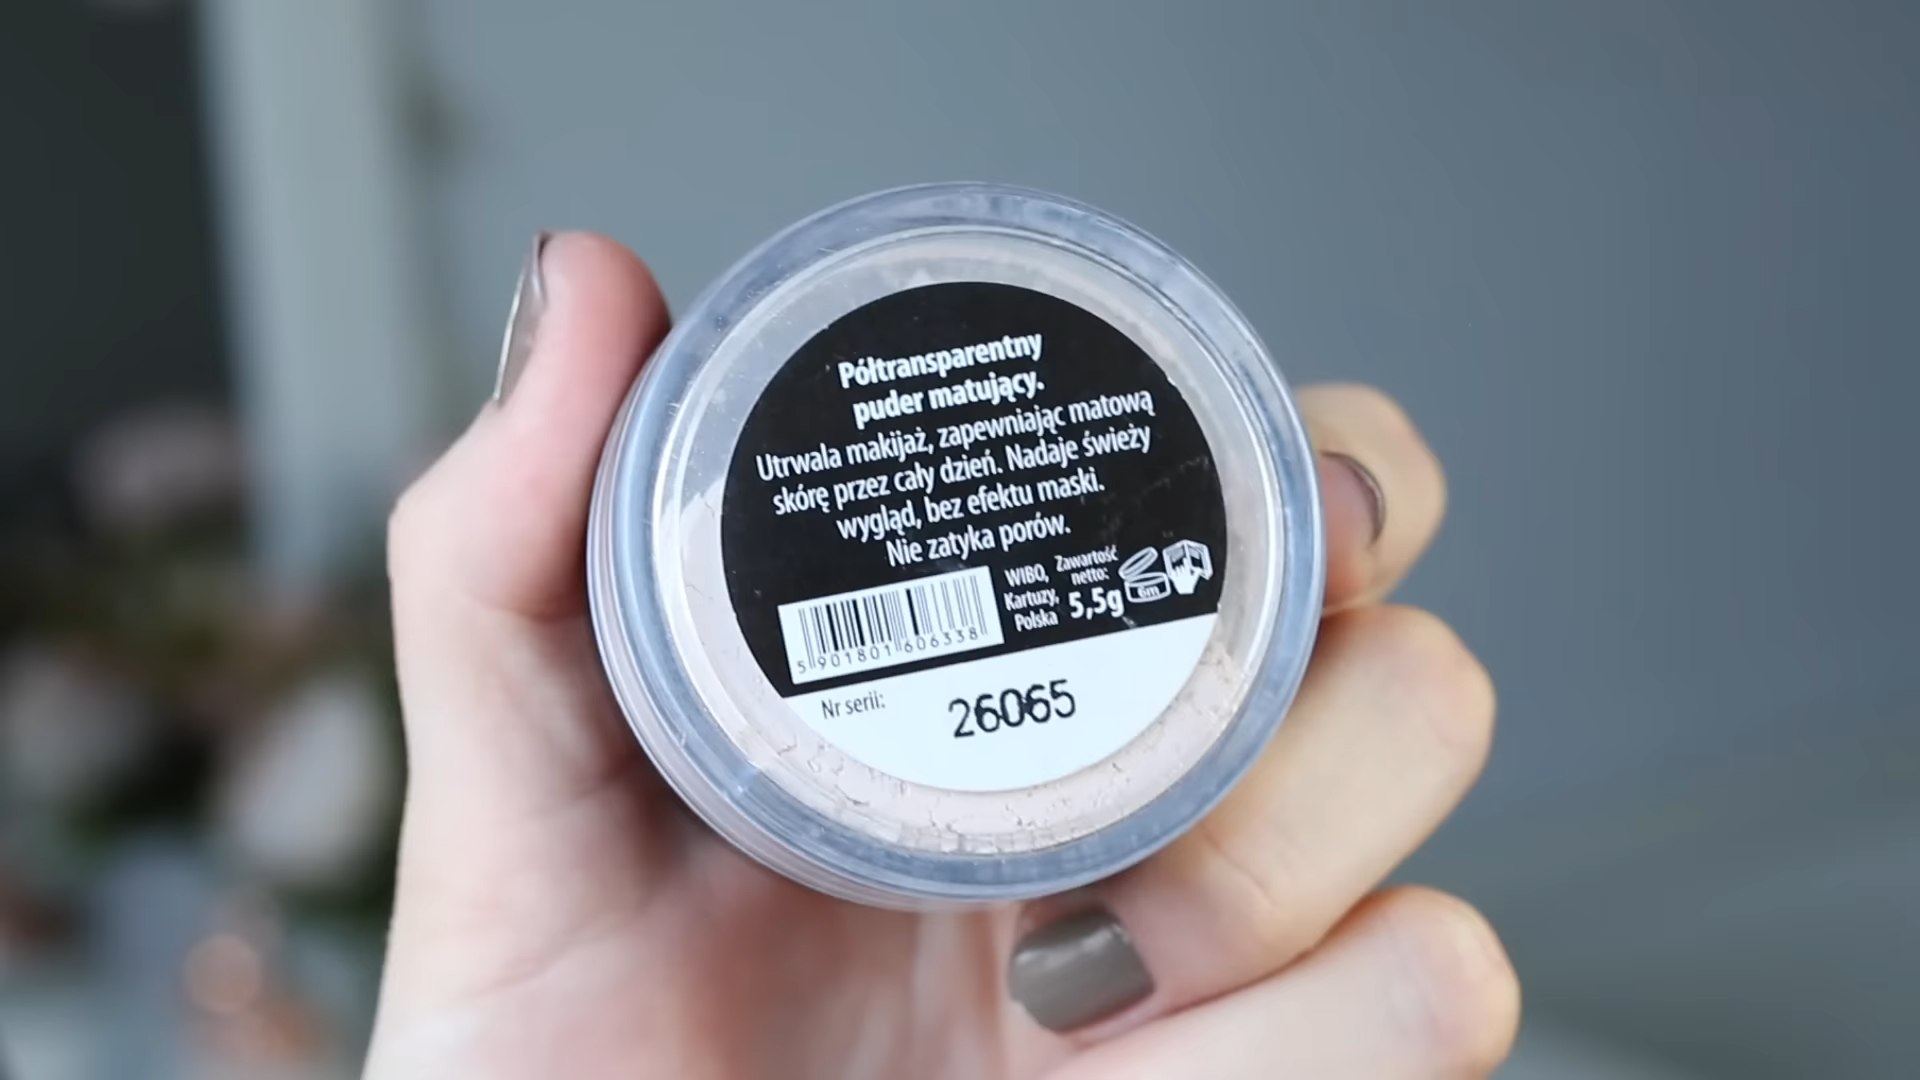 Półtransparentny
puder matujący.
Utrwala makijaż, zapewniając matową
skórę przez cały dzień. Nadaje świeży
wygląd, bez efektu maski.
Nie zatyka porów.
WIBO,
Kartuzy,
Polska
Zawartość
netto:
5,5g
6m
5 901801 606338
Nr serii:
26065